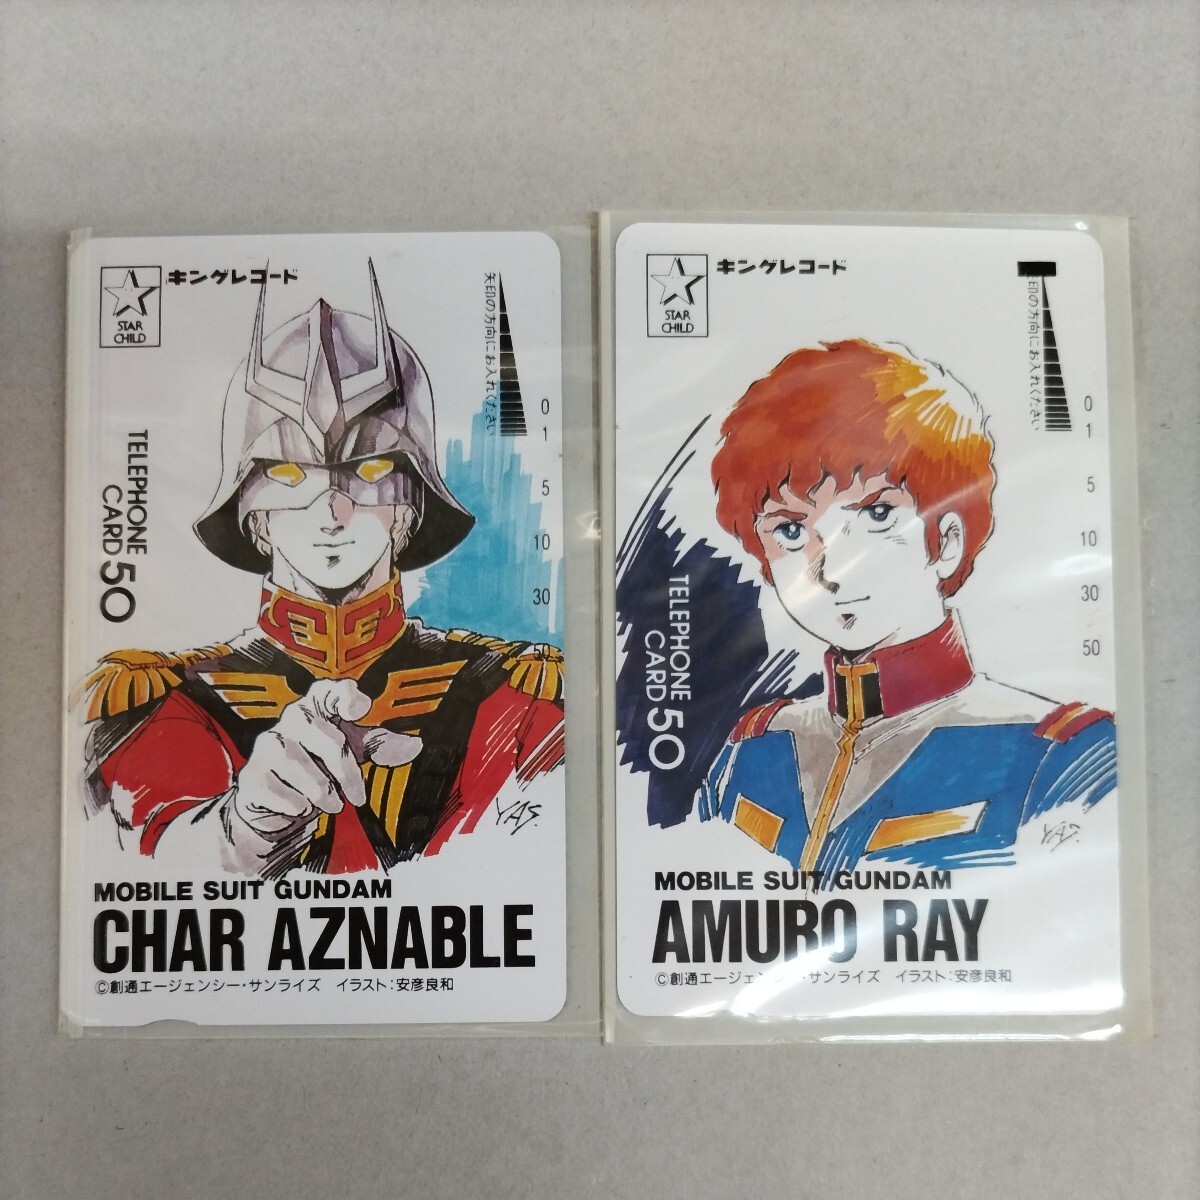 STAR
CHILD
キングレコード
矢印の方向にお入れください
0
1
5
10
30
50
TELEPHONE
CARD 50
YAS.
MOBILE SUIT GUNDAM
CHAR AZNABLE
©創通エージェンシー・サンライズ イラスト:安彦良和
STAR
CHILD
キングレコード
矢印の方向にお入れください
0
1
5
10
30
50
TELEPHONE
CARD 50
YAS.
MOBILE SUIT GUNDAM
AMURO RAY
©創通エージェンシー・サンライズ イラスト:安彦良和